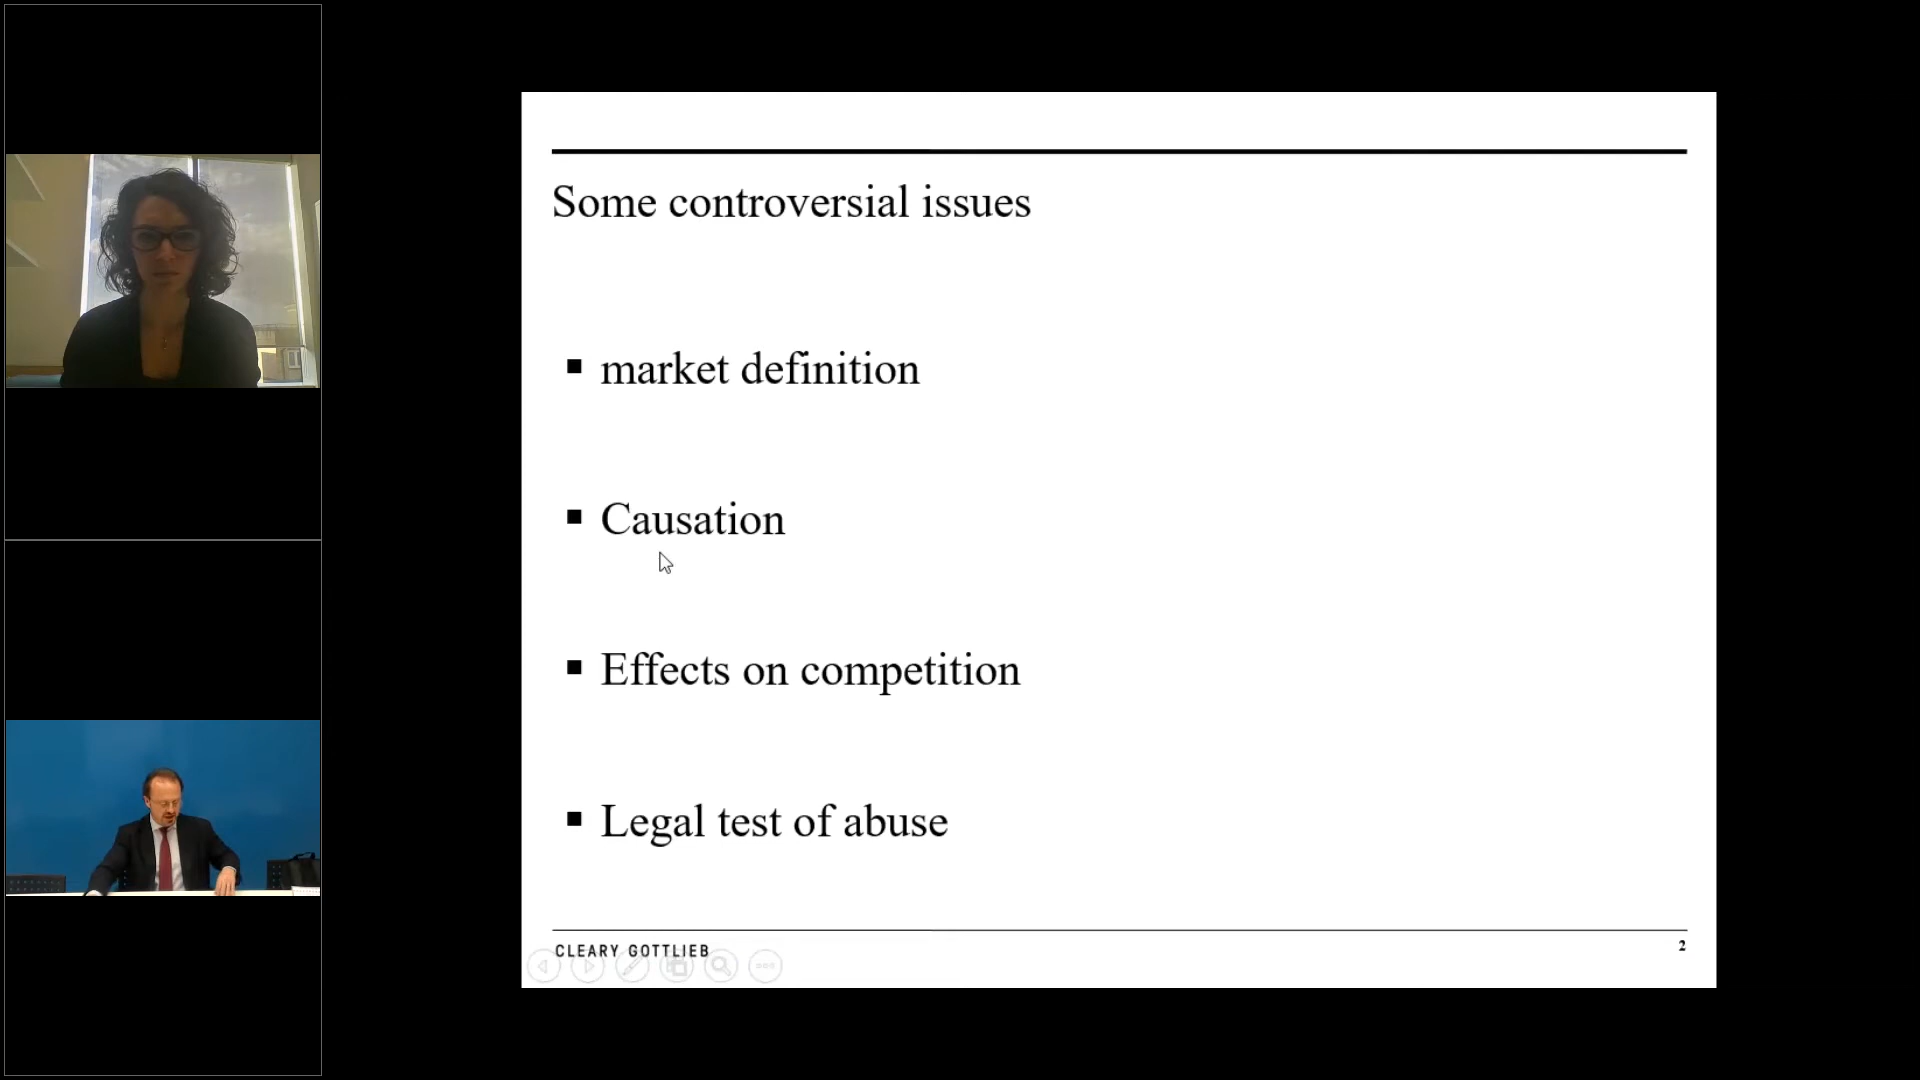 Some controversial issues
market definition
Causation
Effects on competition
Legal test of abuse
CLEARY GOTTLIEB
2